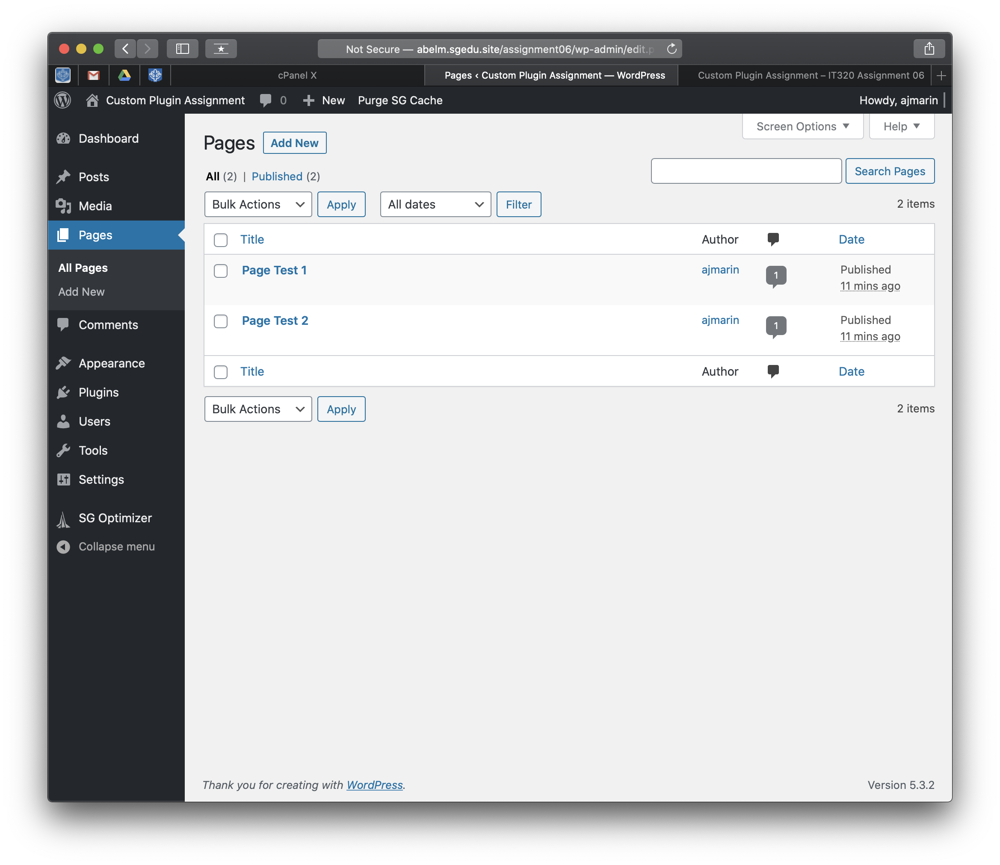 Not Secure — abelm.sgedu.site/assignment06/wp-admin/edit.p
cPanel X
Pages ‹ Custom Plugin Assignment — WordPress
Custom Plugin Assignment – IT320 Assignment 06
Custom Plugin Assignment 0 New Purge SG Cache Howdy, ajmarin
Dashboard
Posts
Media
Pages
All Pages
Add New
Comments
Appearance
Plugins
Users
Tools
Settings
SG Optimizer
Collapse menu
Screen Options Help
Pages Add New
All (2) | Published (2)
Search Pages
Bulk Actions Apply All dates Filter 2 items
Title Author Date
Page Test 1 ajmarin 1 Published
11 mins ago
Page Test 2 ajmarin 1 Published
11 mins ago
Title Author Date
Bulk Actions Apply 2 items
Thank you for creating with WordPress. Version 5.3.2